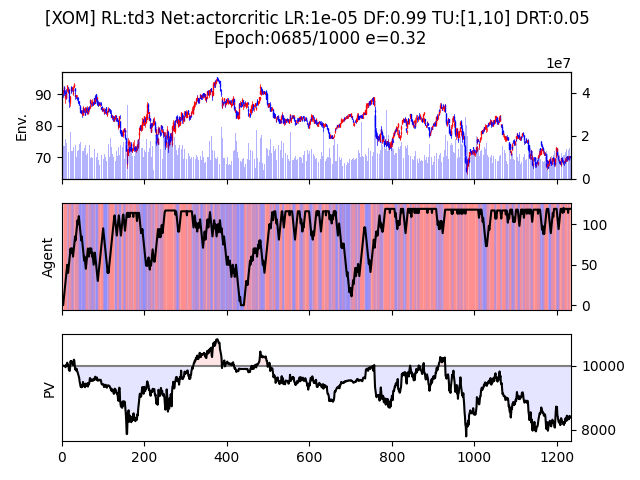 [XOM] RL:td3 Net:actorcritic LR:1e-05 DF:0.99 TU:[1,10] DRT:0.05
Epoch:0685/1000 e=0.32
1e7
Env.
90
80
70
4
2
0
Agent
100
50
0
PV
10000
8000
0 200 400 600 800 1000 1200